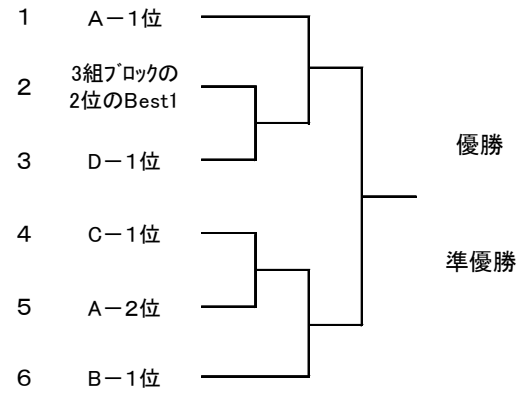 1 A－1位
2 3組ﾌﾞﾛｯｸの
2位のBest1
3 D－1位
優勝
4 C－1位
準優勝
5 A－2位
6 B－1位